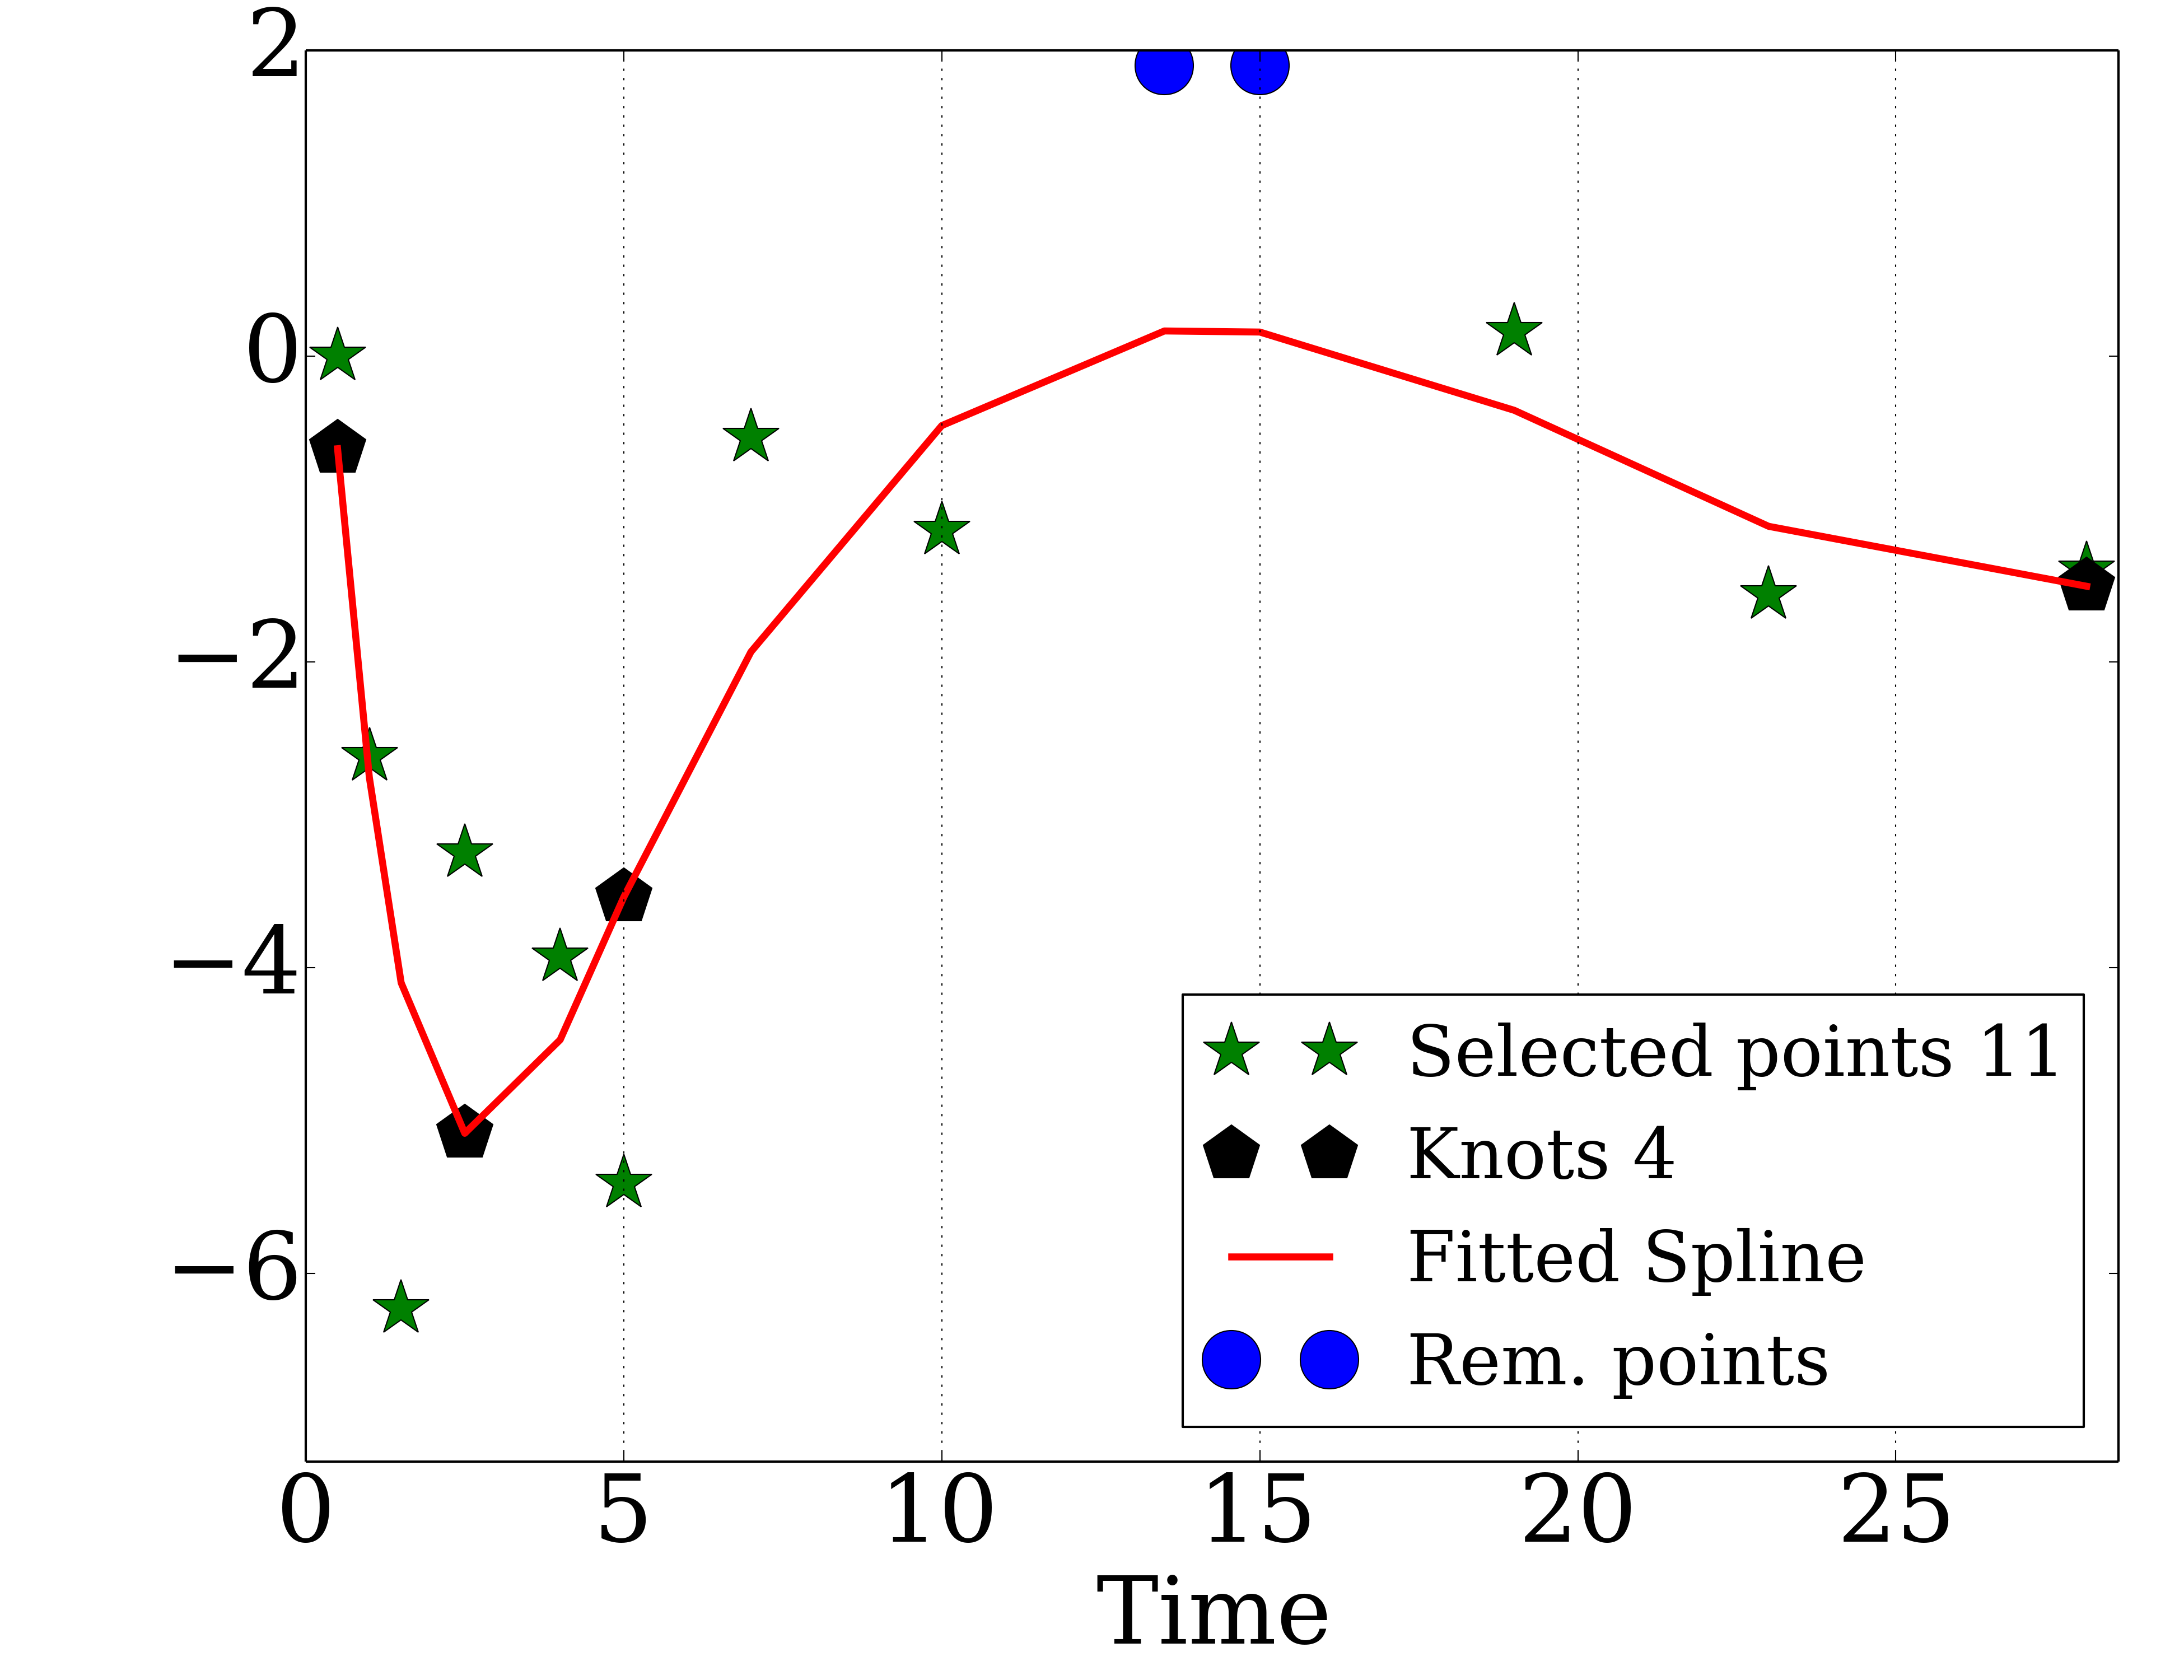 2
0
−2
−4
−6
0 5 10 15 20 25
Time
Selected points 11
Knots 4
Fitted Spline
Rem. points